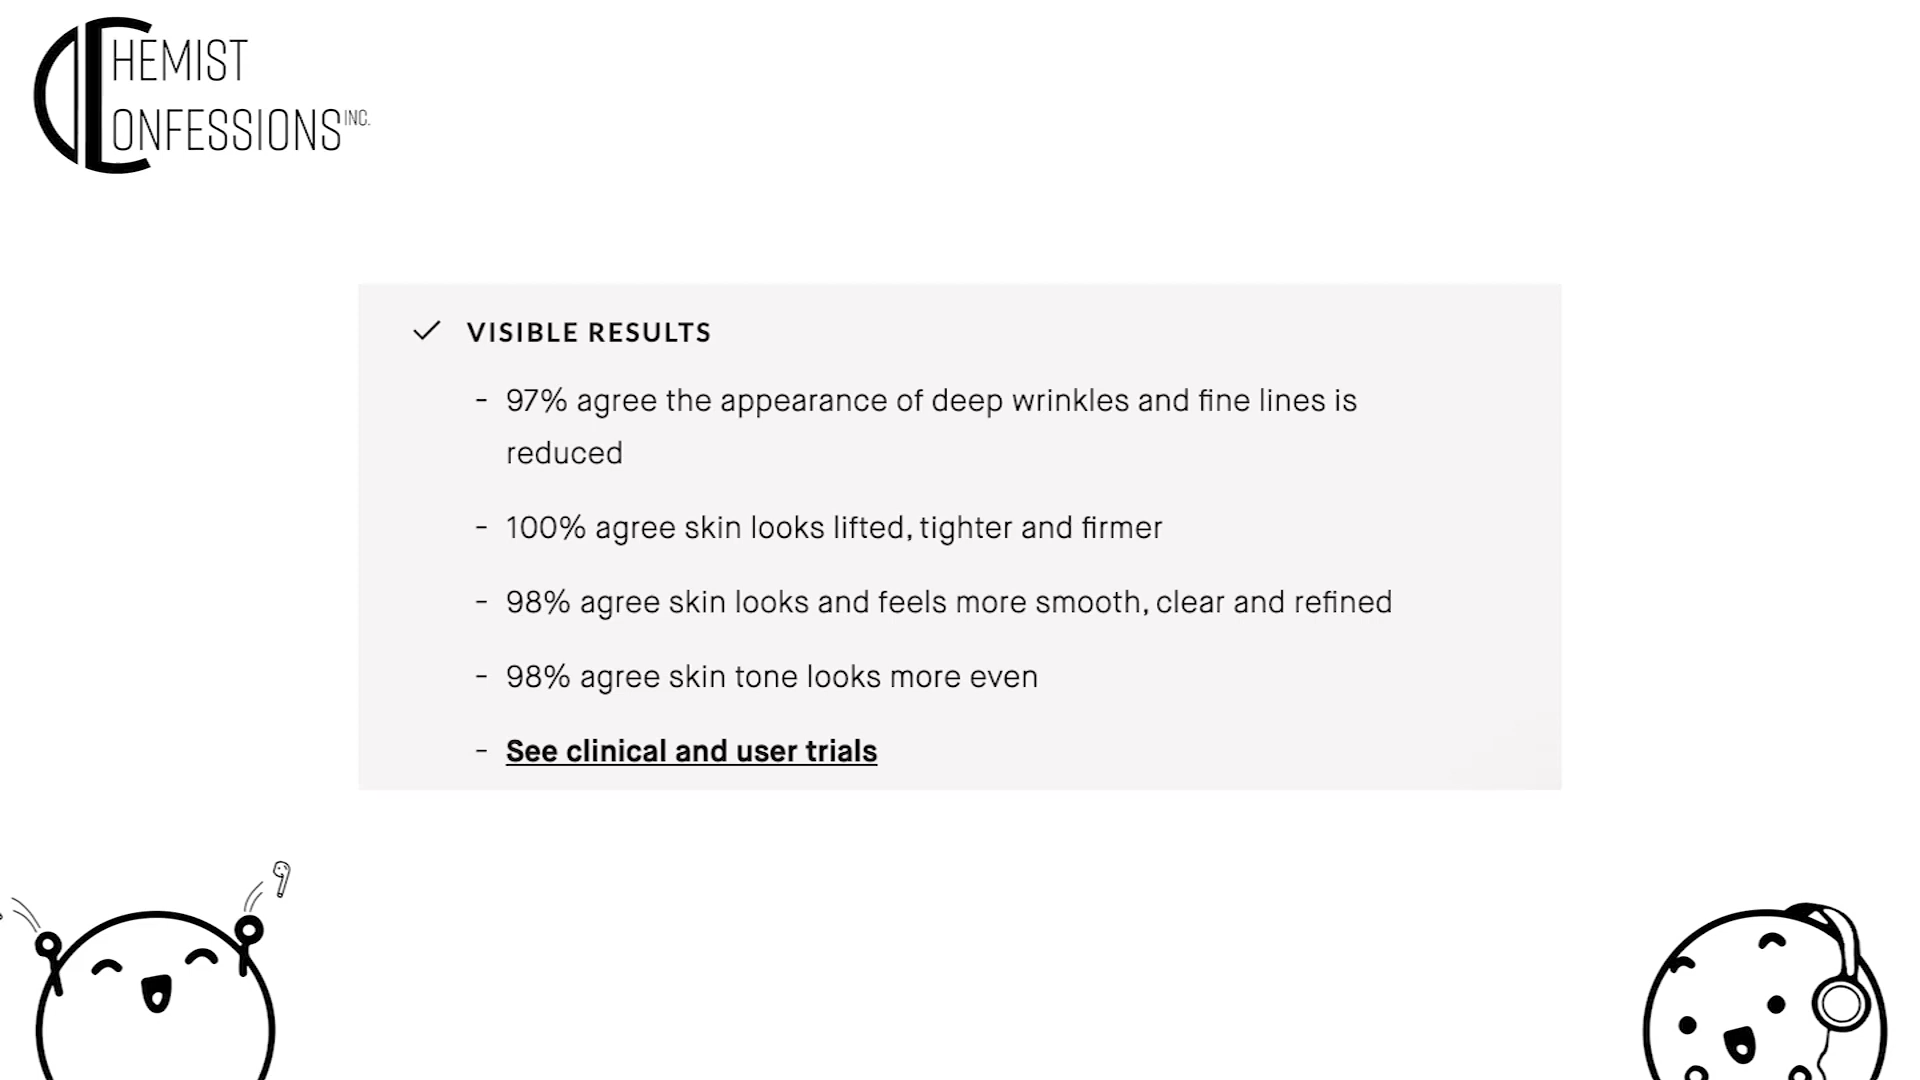 CHEMIST
CONFESSIONS INC.
VISIBLE RESULTS
- 97% agree the appearance of deep wrinkles and fine lines is
reduced
- 100% agree skin looks lifted, tighter and firmer
- 98% agree skin looks and feels more smooth, clear and refined
- 98% agree skin tone looks more even
- See clinical and user trials